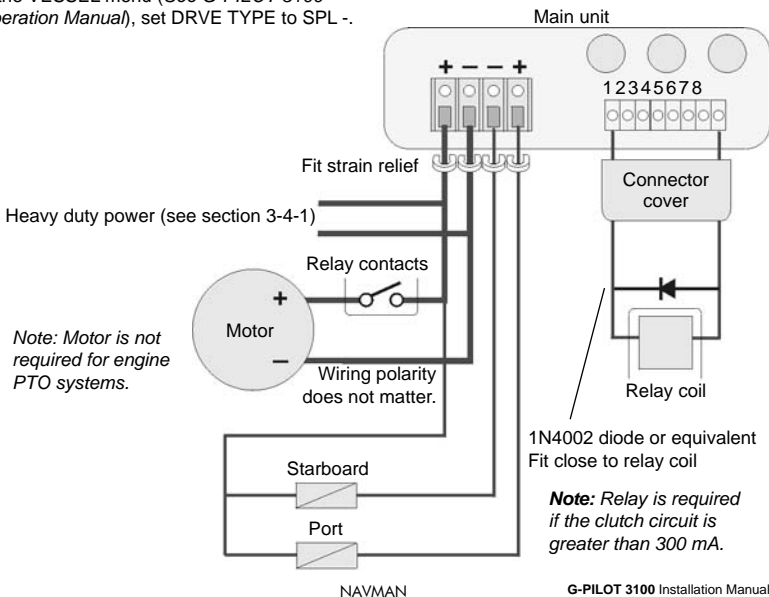 the VESSEL menu (See G-PILOT 3100
Operation Manual), set DRVE TYPE to SPL -.
Main unit
+ – – +
1 2 3 4 5 6 7 8
Fit strain relief
Connector
cover
Heavy duty power (see section 3-4-1)
Relay contacts
+
Motor
–
Note: Motor is not
required for engine
PTO systems.
Wiring polarity
does not matter.
Relay coil
1N4002 diode or equivalent
Fit close to relay coil
Starboard
Note: Relay is required
if the clutch circuit is
greater than 300 mA.
Port
NAVMAN
G-PILOT 3100 Installation Manual